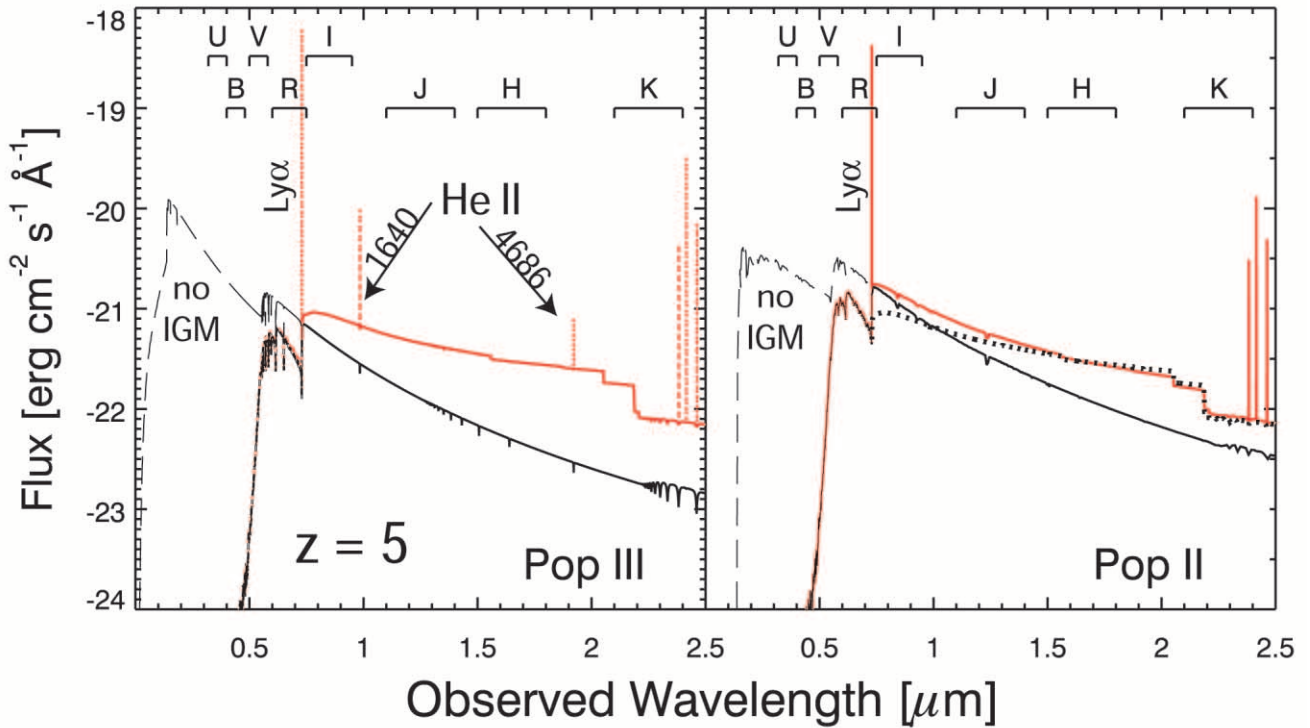 -18
-19
-20
-21
-22
-23
-24
Flux [erg cm-2 s-1 Å-1]
U V I
B R J H K
Lyα
He II
1640
4686
no
IGM
z = 5
Pop III
0.5 1 1.5 2 2.5
U V I
B R J H K
Lyα
no
IGM
Pop II
0.5 1 1.5 2 2.5
Observed Wavelength [μm]